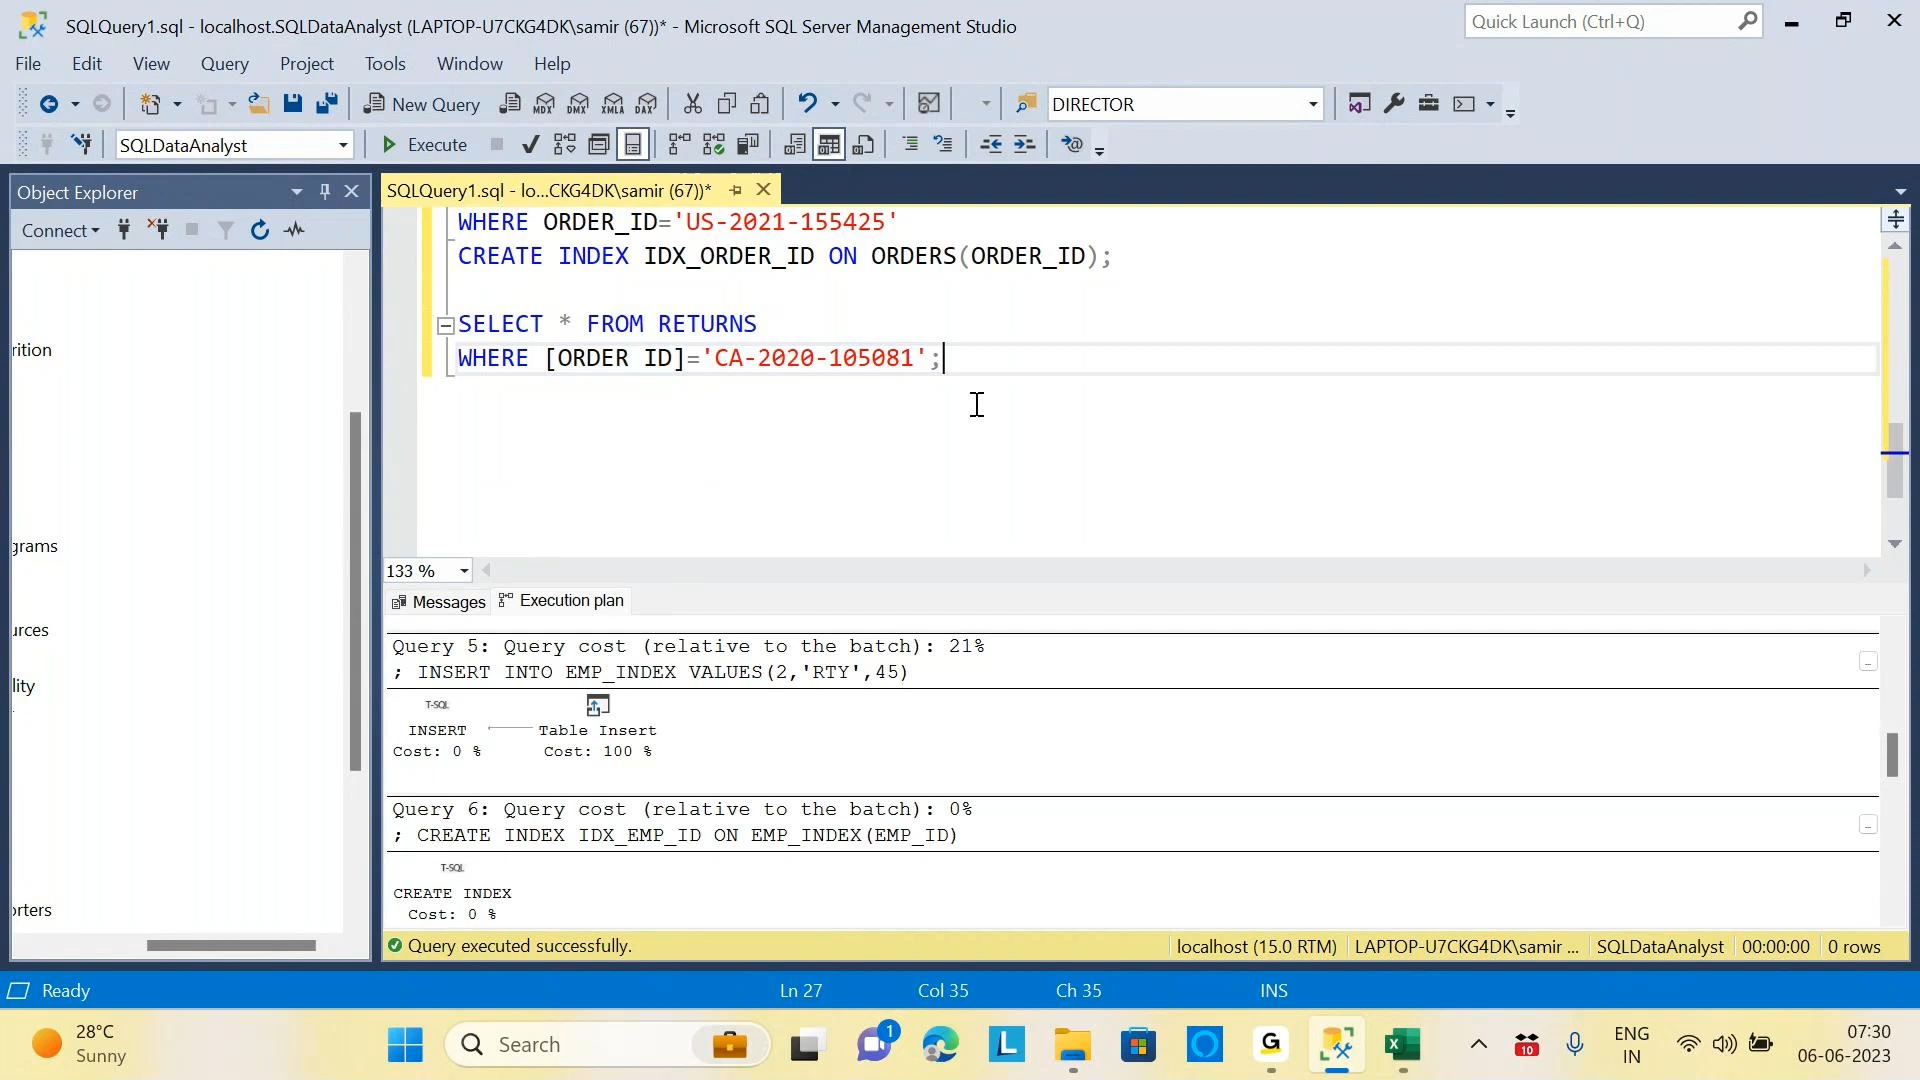 SQLQuery1.sql - localhost.SQLDataAnalyst (LAPTOP-U7CKG4DK\samir (67))* - Microsoft SQL Server Management Studio
Quick Launch (Ctrl+Q)
File Edit View Query Project Tools Window Help
New Query MDX DMX XMLA DAX DIRECTOR
SQLDataAnalyst Execute
Object Explorer
SQLQuery1.sql - lo...CKG4DK\samir (67))*
Connect
rition
grams
urces
lity
orters
WHERE ORDER_ID='US-2021-155425'
CREATE INDEX IDX_ORDER_ID ON ORDERS(ORDER_ID);
SELECT * FROM RETURNS
WHERE [ORDER ID]='CA-2020-105081';
133 %
Messages Execution plan
Query 5: Query cost (relative to the batch): 21%
; INSERT INTO EMP_INDEX VALUES(2,'RTY',45)
...
T-SQL
INSERT Table Insert
Cost: 0 % Cost: 100 %
Query 6: Query cost (relative to the batch): 0%
; CREATE INDEX IDX_EMP_ID ON EMP_INDEX(EMP_ID)
...
T-SQL
CREATE INDEX
Cost: 0 %
Query executed successfully. localhost (15.0 RTM) LAPTOP-U7CKG4DK\samir ... SQLDataAnalyst 00:00:00 0 rows
Ready Ln 27 Col 35 Ch 35 INS
28°C
Sunny
Search
1
L
G
X
10
ENG
IN
07:30
06-06-2023